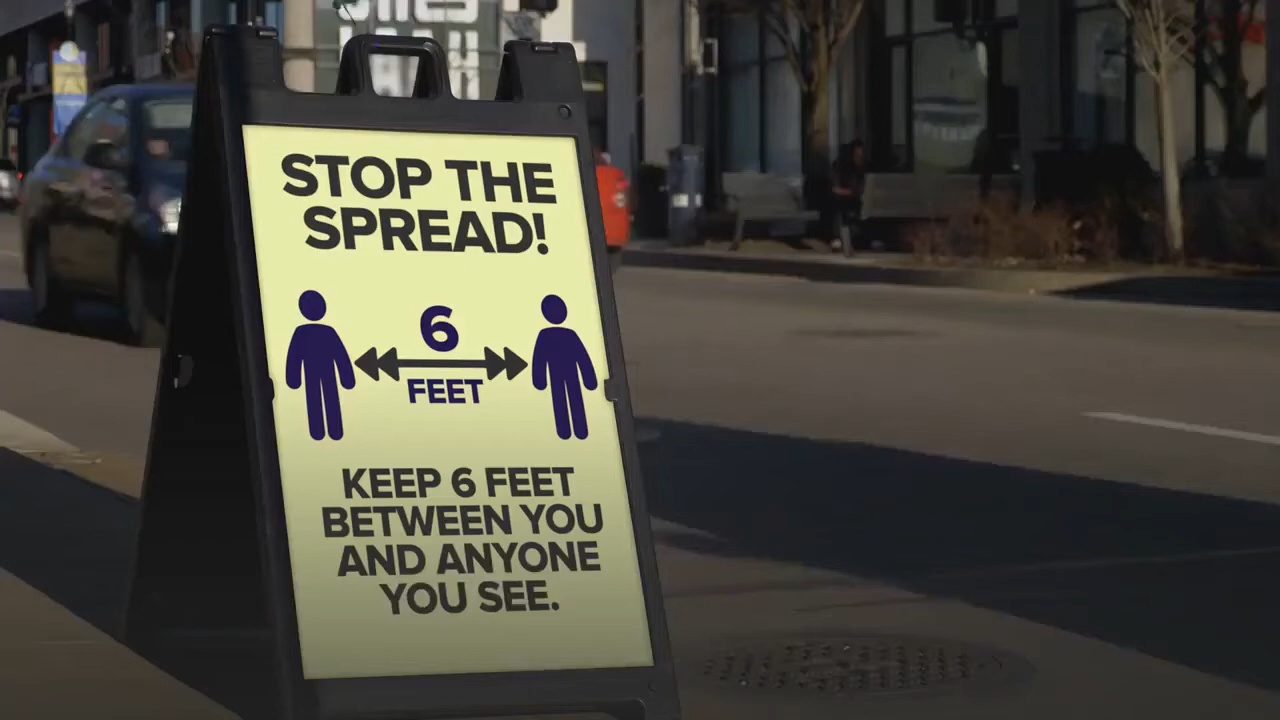 STOP THE
SPREAD!
6
FEET
KEEP 6 FEET
BETWEEN YOU
AND ANYONE
YOU SEE.